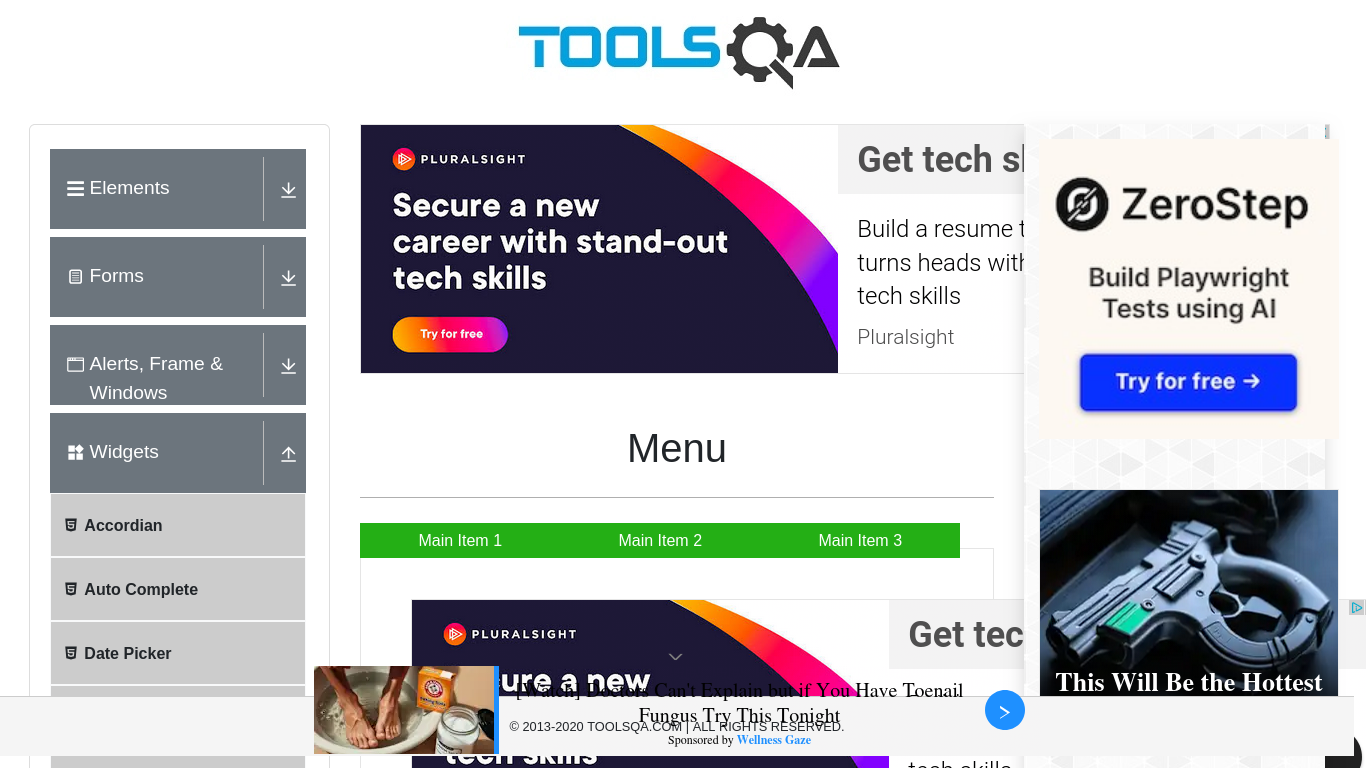 TOOLSQA
Elements
Forms
Alerts, Frame &
Windows
Widgets
Accordian
Auto Complete
Date Picker
PLURALSIGHT
Secure a new
career with stand-out
tech skills
Try for free
Get tech sk
Build a resume t
turns heads with
tech skills
Pluralsight
ZeroStep
Build Playwright
Tests using AI
Try for free →
Menu
Main Item 1
Main Item 2
Main Item 3
PLURALSIGHT
ure a new
tech skills
Get tec
tech skills
This Will Be the Hottest
[Watch] Doctors Can't Explain but if You Have Toenail
Fungus Try This Tonight
© 2013-2020 TOOLSQA.COM | ALL RIGHTS RESERVED.
Sponsored by Wellness Gaze